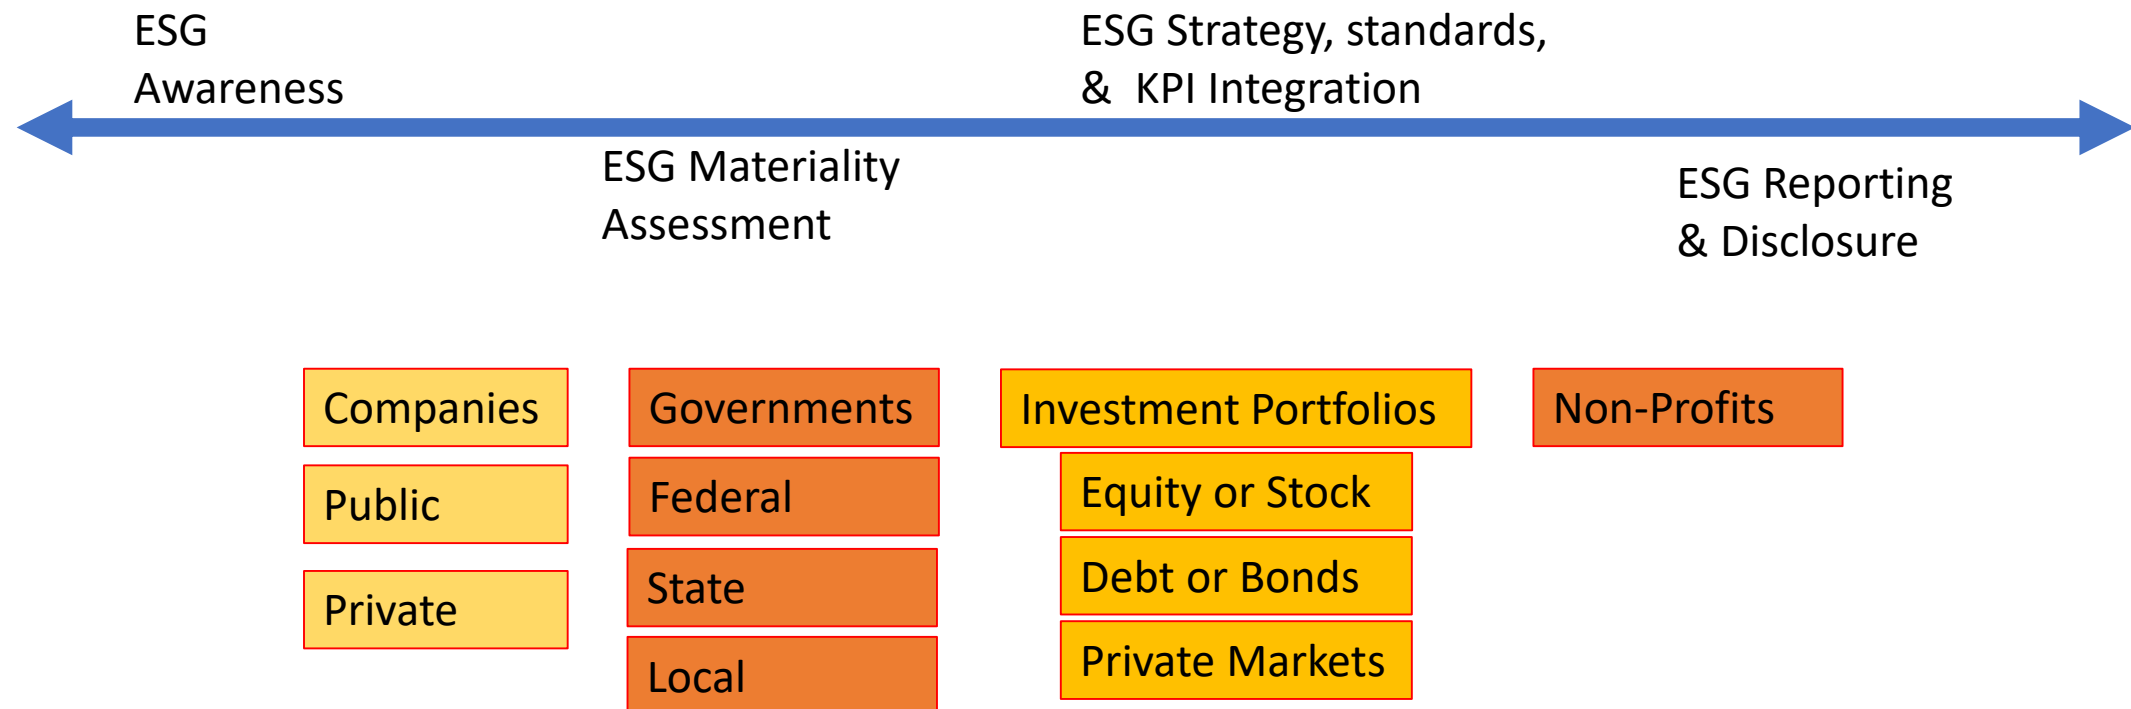 ESG
Awareness
ESG Strategy, standards,
&  KPI Integration
ESG Materiality
Assessment
ESG Reporting
& Disclosure
Companies
Public
Private
Governments
Federal
State
Local
Investment Portfolios
Equity or Stock
Debt or Bonds
Private Markets
Non-Profits